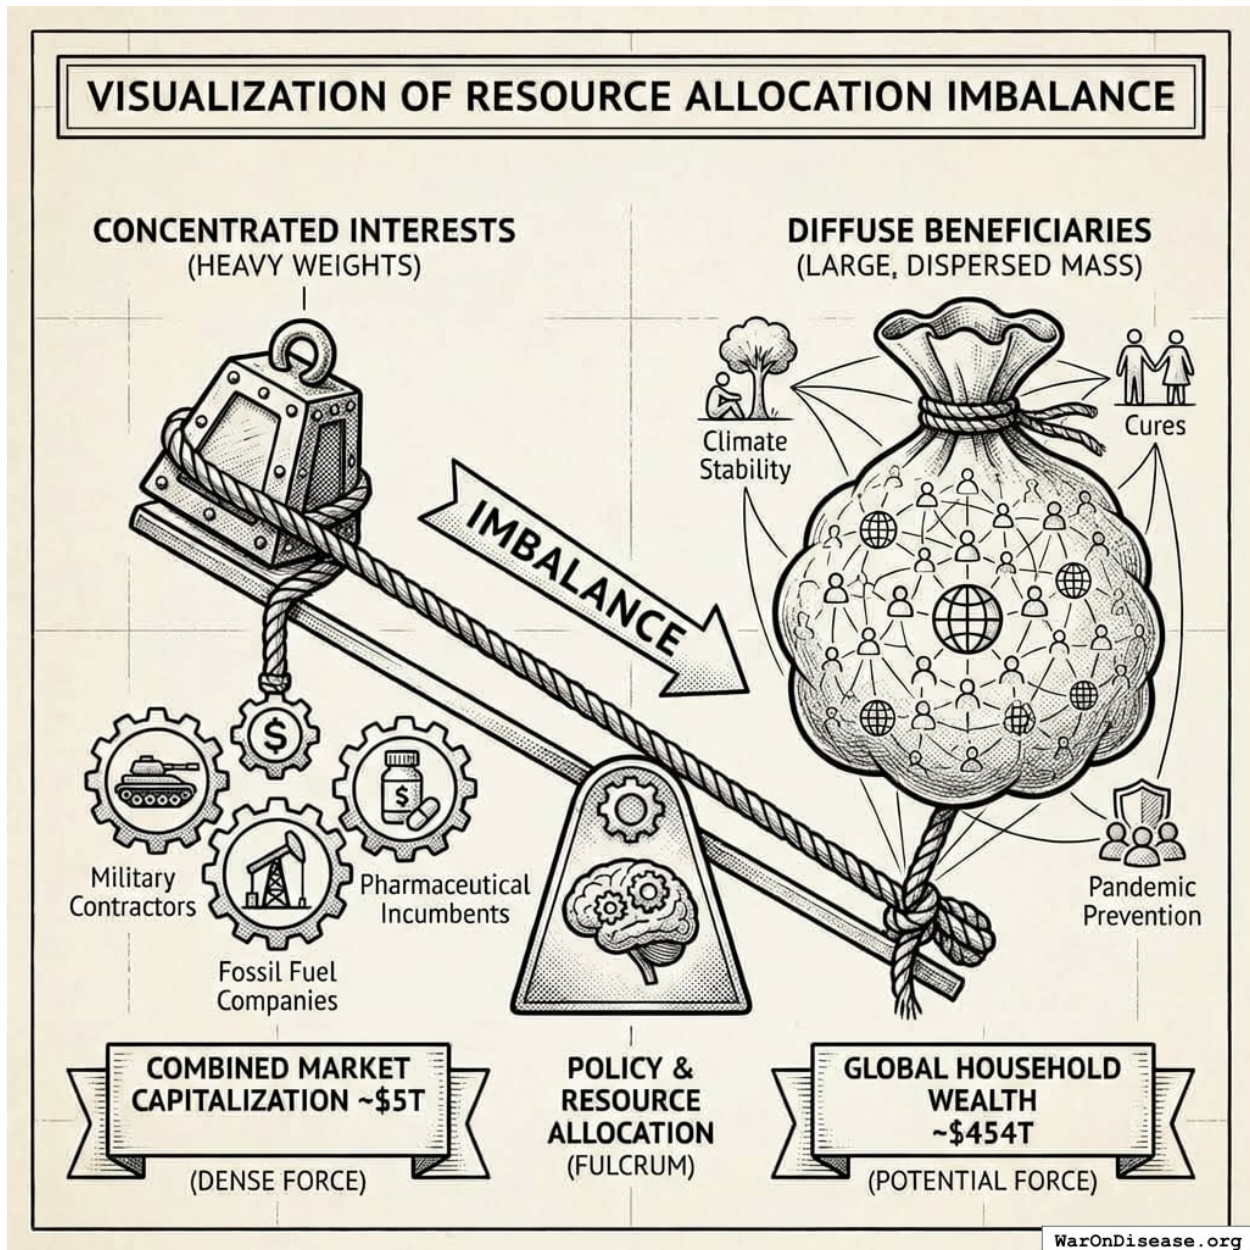 VISUALIZATION OF RESOURCE ALLOCATION IMBALANCE
CONCENTRATED INTERESTS
(HEAVY WEIGHTS)
DIFFUSE BENEFICIARIES
(LARGE, DISPERSED MASS)
Climate
Stability
Cures
IMBALANCE
$
$
Military
Contractors
Pharmaceutical
Incumbents
Fossil Fuel
Companies
Pandemic
Prevention
COMBINED MARKET
CAPITALIZATION ~$5T
(DENSE FORCE)
POLICY &
RESOURCE
ALLOCATION
(FULCRUM)
GLOBAL HOUSEHOLD
WEALTH
~$454T
(POTENTIAL FORCE)
WarOnDisease.org